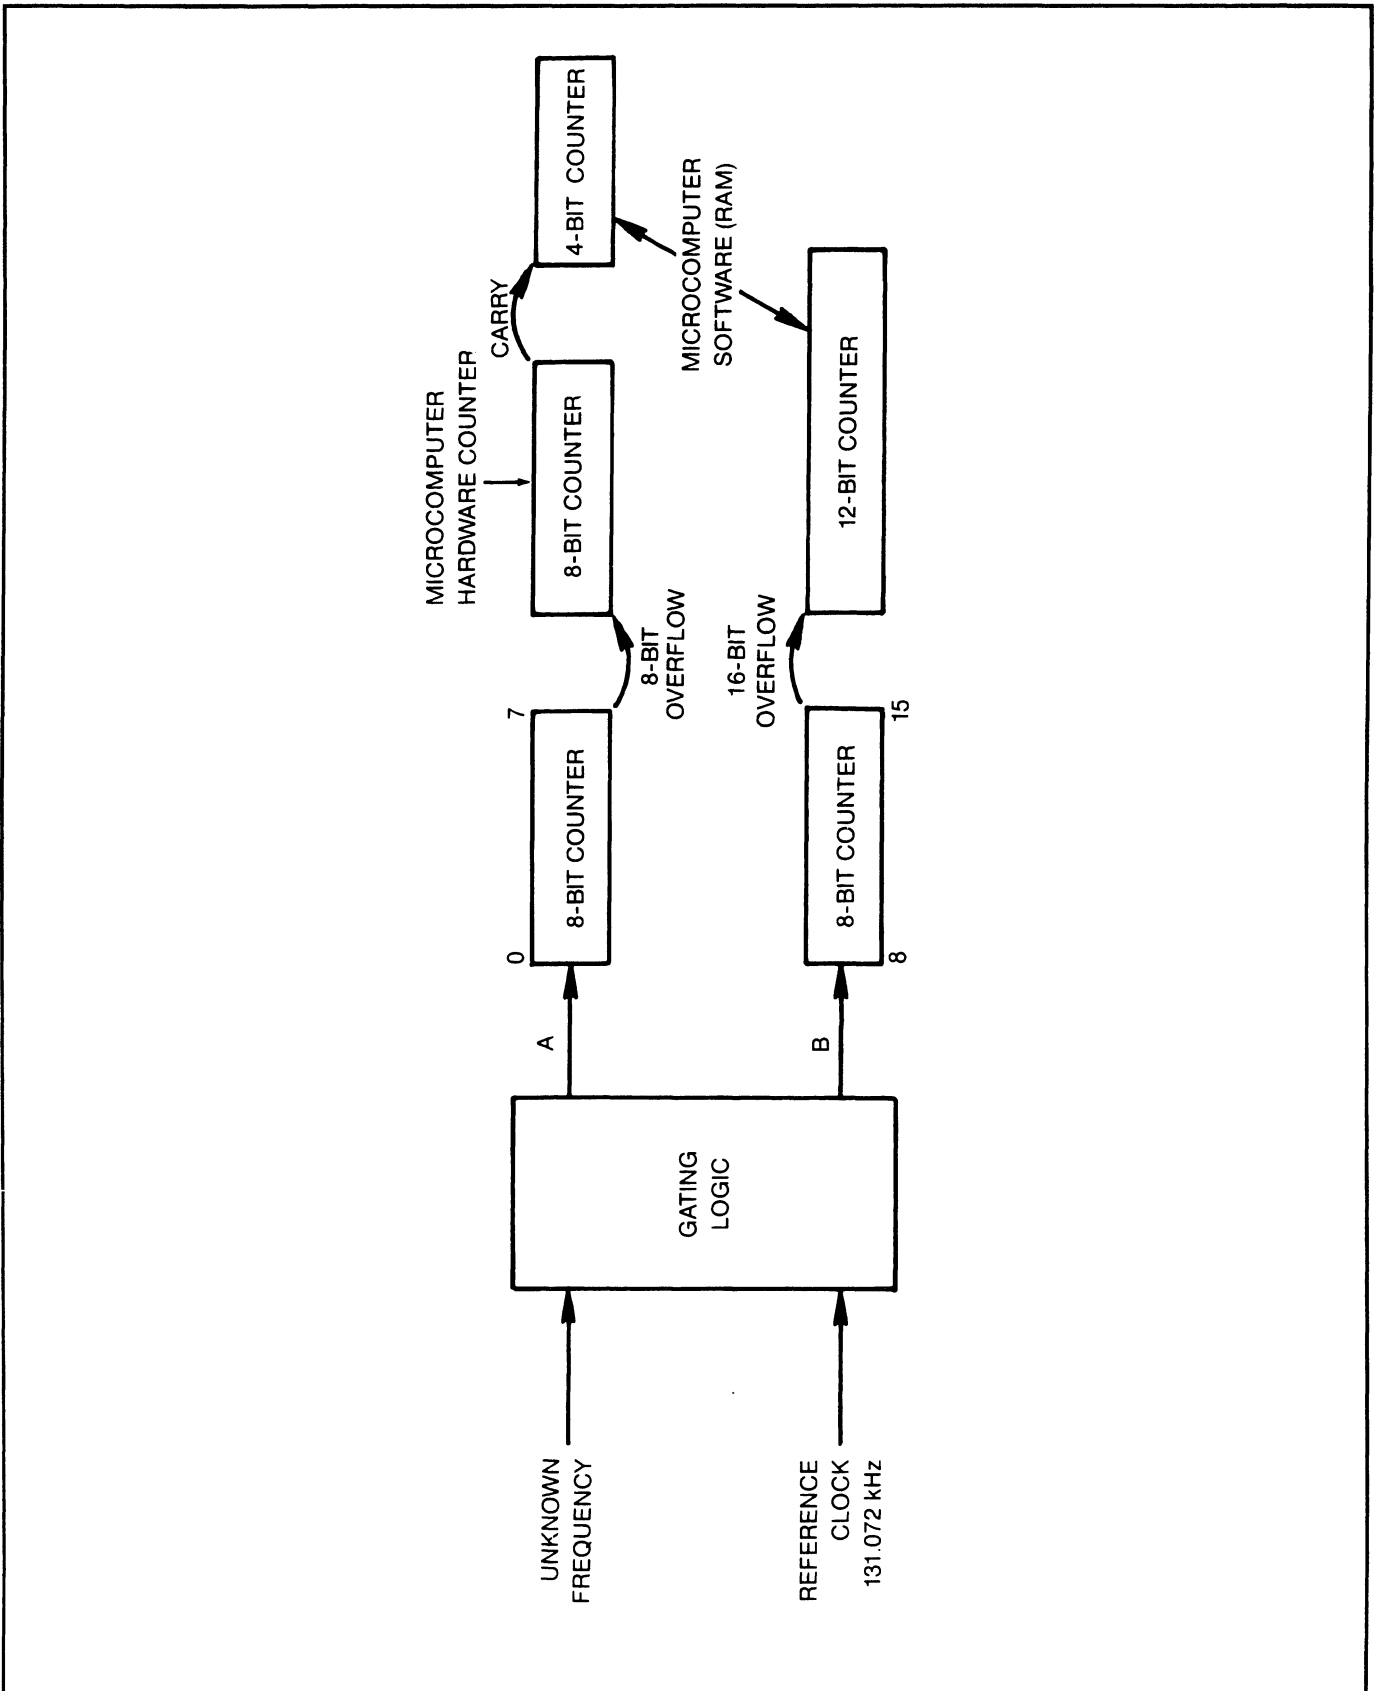 UNKNOWN
FREQUENCY
REFERENCE
CLOCK
131.072 kHz
GATING
LOGIC
A
B
0
7
8-BIT COUNTER
8
15
8-BIT COUNTER
8-BIT
OVERFLOW
16-BIT
OVERFLOW
MICROCOMPUTER
HARDWARE COUNTER
8-BIT COUNTER
CARRY
4-BIT COUNTER
MICROCOMPUTER
SOFTWARE (RAM)
12-BIT COUNTER